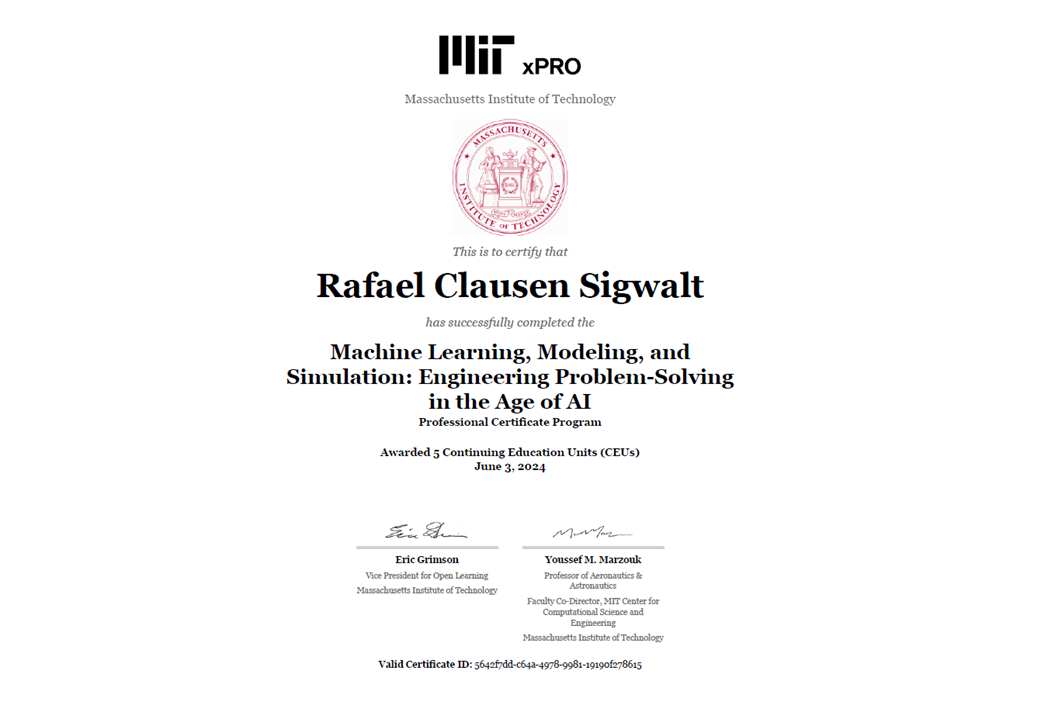 MIT xPRO
Massachusetts Institute of Technology
MASSACHUSETTS
INSTITUTE OF TECHNOLOGY
This is to certify that
Rafael Clausen Sigwalt
has successfully completed the
Machine Learning, Modeling, and
Simulation: Engineering Problem-Solving
in the Age of AI
Professional Certificate Program
Awarded 5 Continuing Education Units (CEUs)
June 3, 2024
Eric Grimson
Vice President for Open Learning
Massachusetts Institute of Technology
Youssef M. Marzouk
Professor of Aeronautics &
Astronautics
Faculty Co-Director, MIT Center for
Computational Science and
Engineering
Massachusetts Institute of Technology
Valid Certificate ID: 5642f7dd-c64a-4978-9981-19190f278615